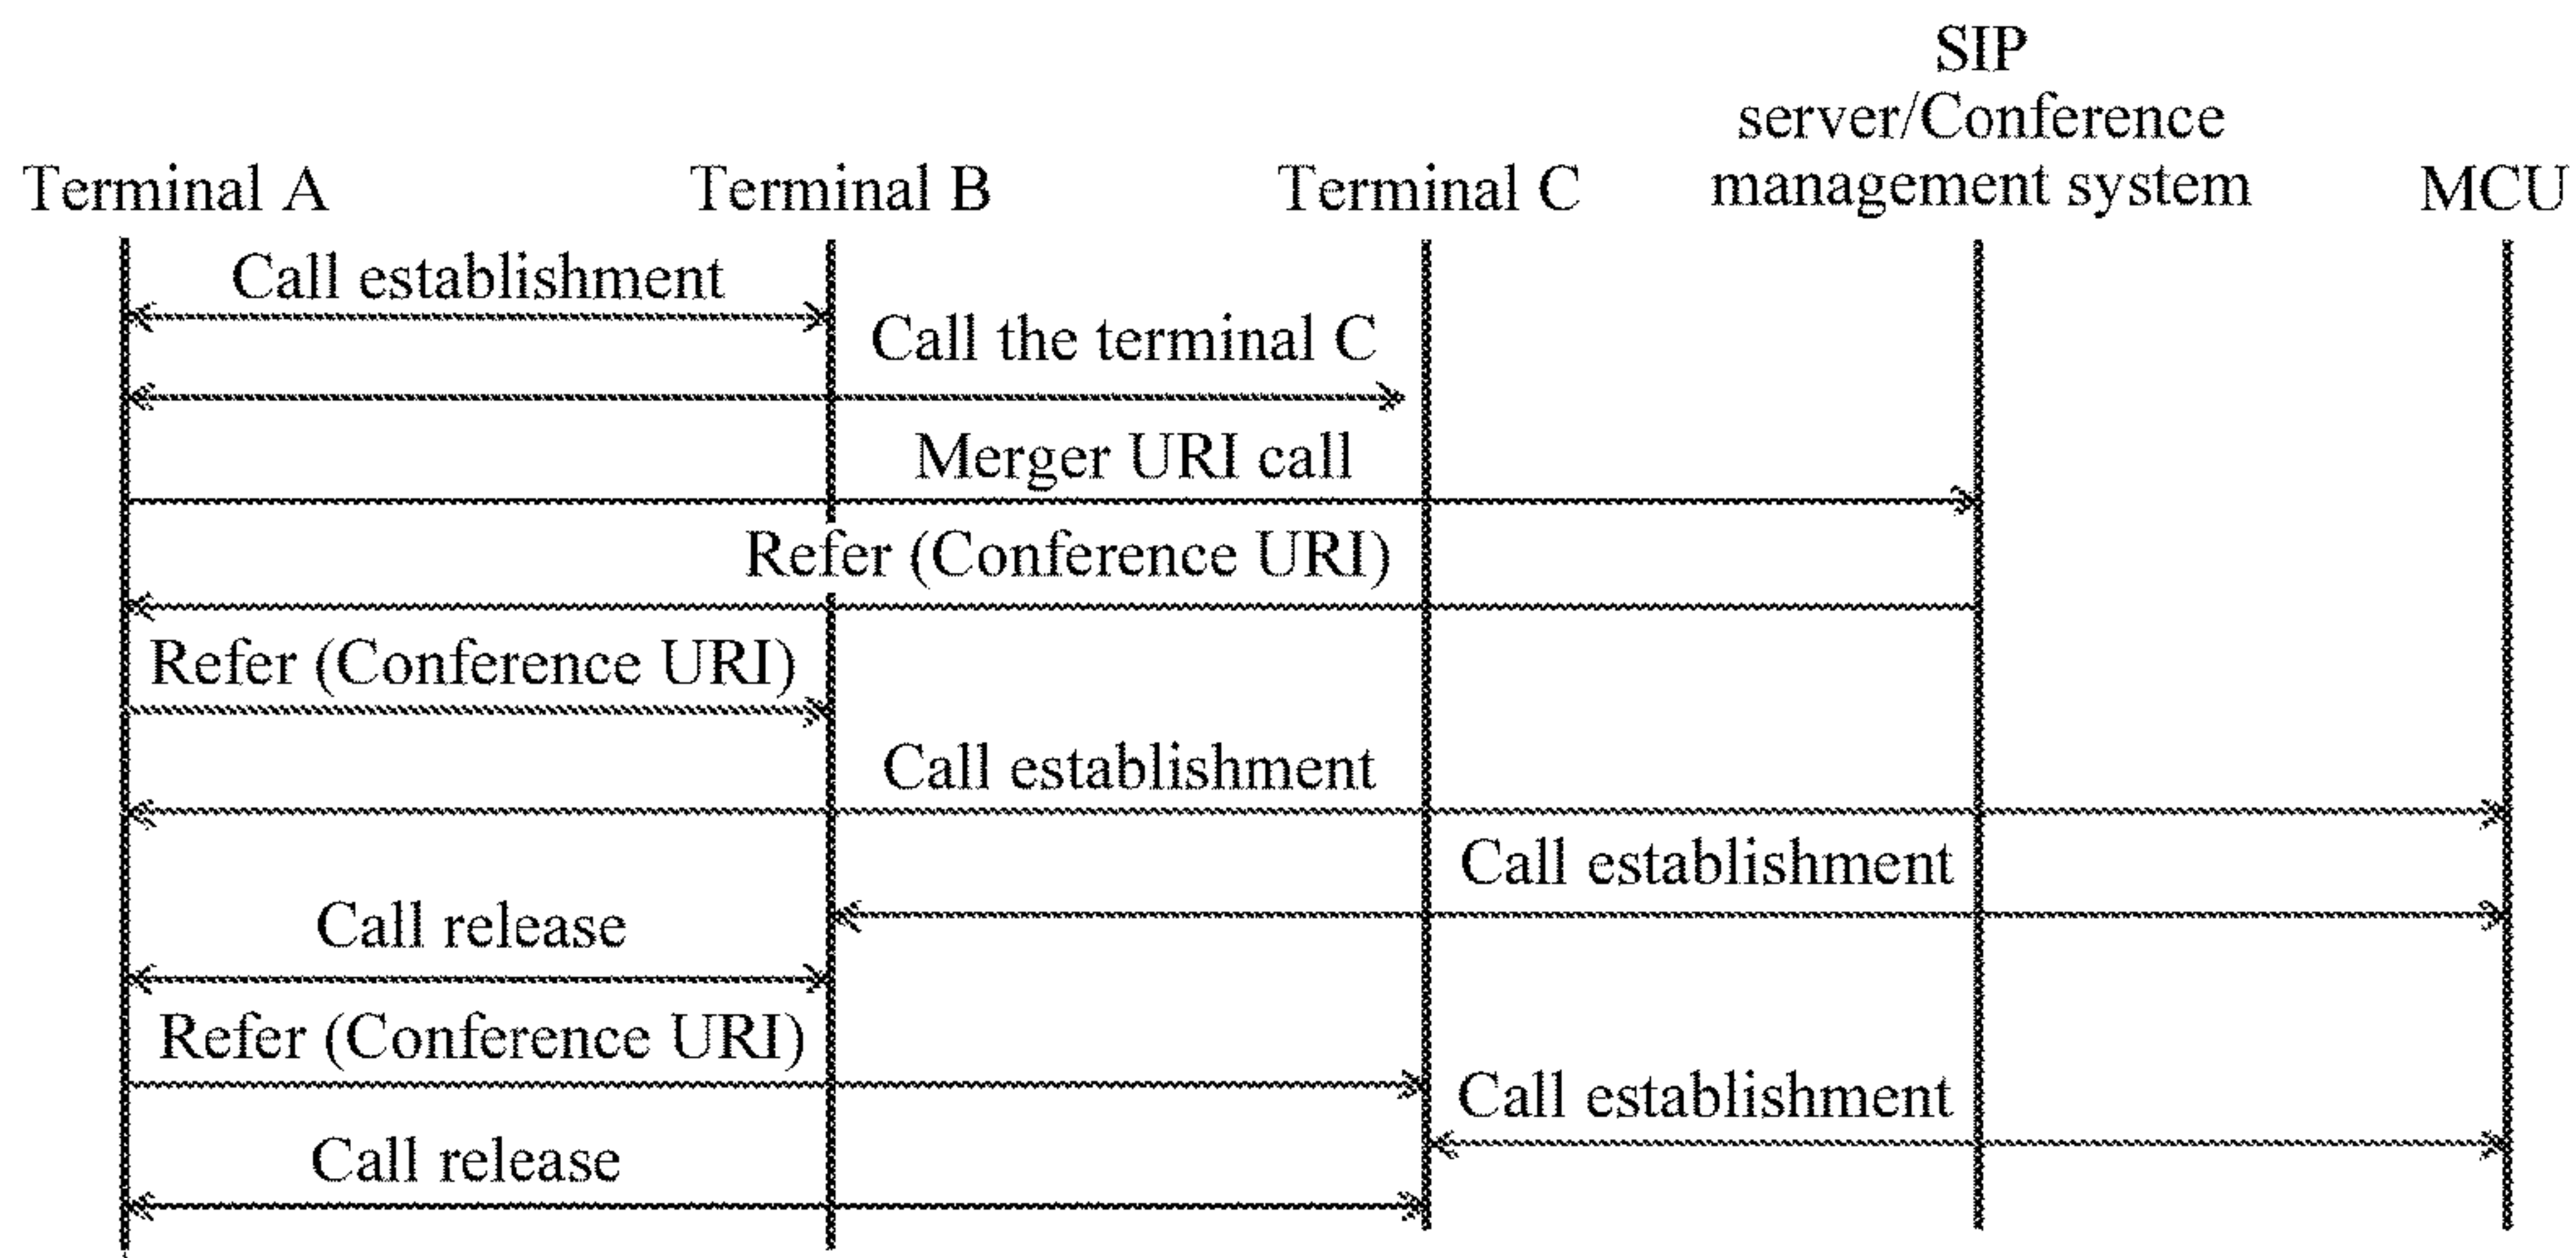 SIP
server/Conference
management system
Terminal A
Terminal B
Terminal C
MCU
Call establishment
Call the terminal C
Merger URI call
Refer (Conference URI)
Refer (Conference URI)
Call establishment
Call establishment
Call release
Refer (Conference URI)
Call establishment
Call release